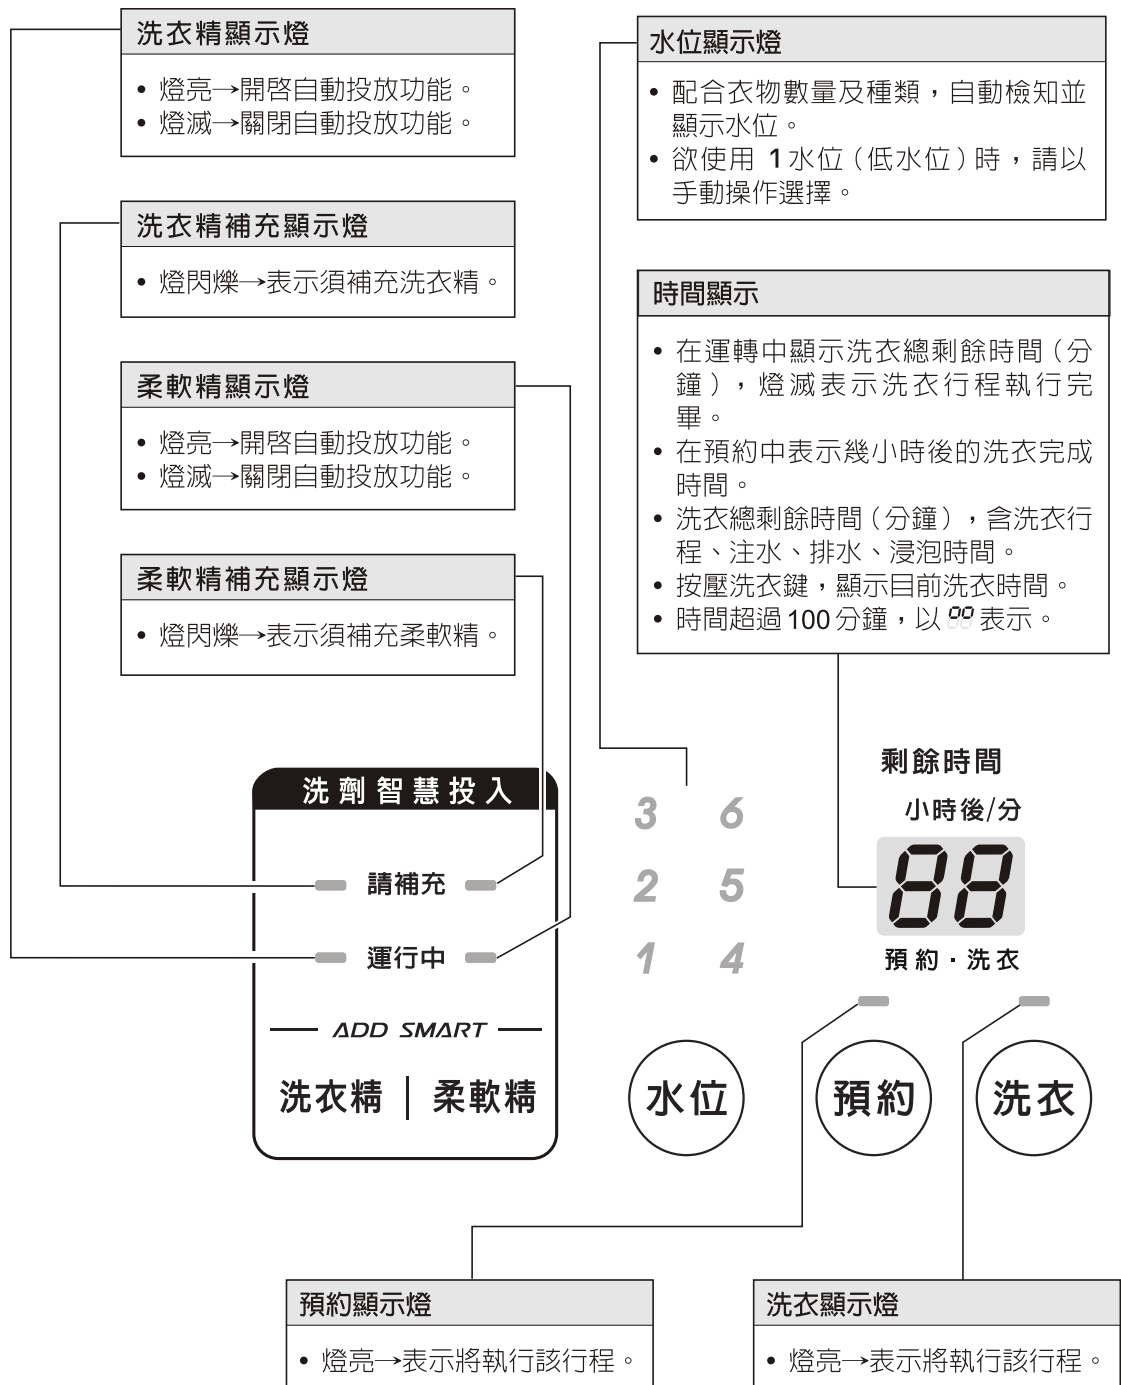 洗衣精顯示燈
• 燈亮→開啓自動投放功能。
• 燈滅→關閉自動投放功能。
洗衣精補充顯示燈
• 燈閃爍→表示須補充洗衣精。
柔軟精顯示燈
• 燈亮→開啓自動投放功能。
• 燈滅→關閉自動投放功能。
柔軟精補充顯示燈
• 燈閃爍→表示須補充柔軟精。
水位顯示燈
• 配合衣物數量及種類，自動檢知並
顯示水位。
• 欲使用 1水位（低水位）時，請以
手動操作選擇。
時間顯示
• 在運轉中顯示洗衣總剩餘時間（分
鐘），燈滅表示洗衣行程執行完
畢。
• 在預約中表示幾小時後的洗衣完成
時間。
• 洗衣總剩餘時間（分鐘），含洗衣行
程、注水、排水、浸泡時間。
• 按壓洗衣鍵，顯示目前洗衣時間。
• 時間超過100分鐘，以 表示。
洗劑智慧投入
請補充
運行中
ADD SMART
洗衣精 | 柔軟精
3 6
2 5
1 4
水位
剩餘時間
小時後/分
88
預約·洗衣
預約
洗衣
預約顯示燈
• 燈亮→表示將執行該行程。
洗衣顯示燈
• 燈亮→表示將執行該行程。